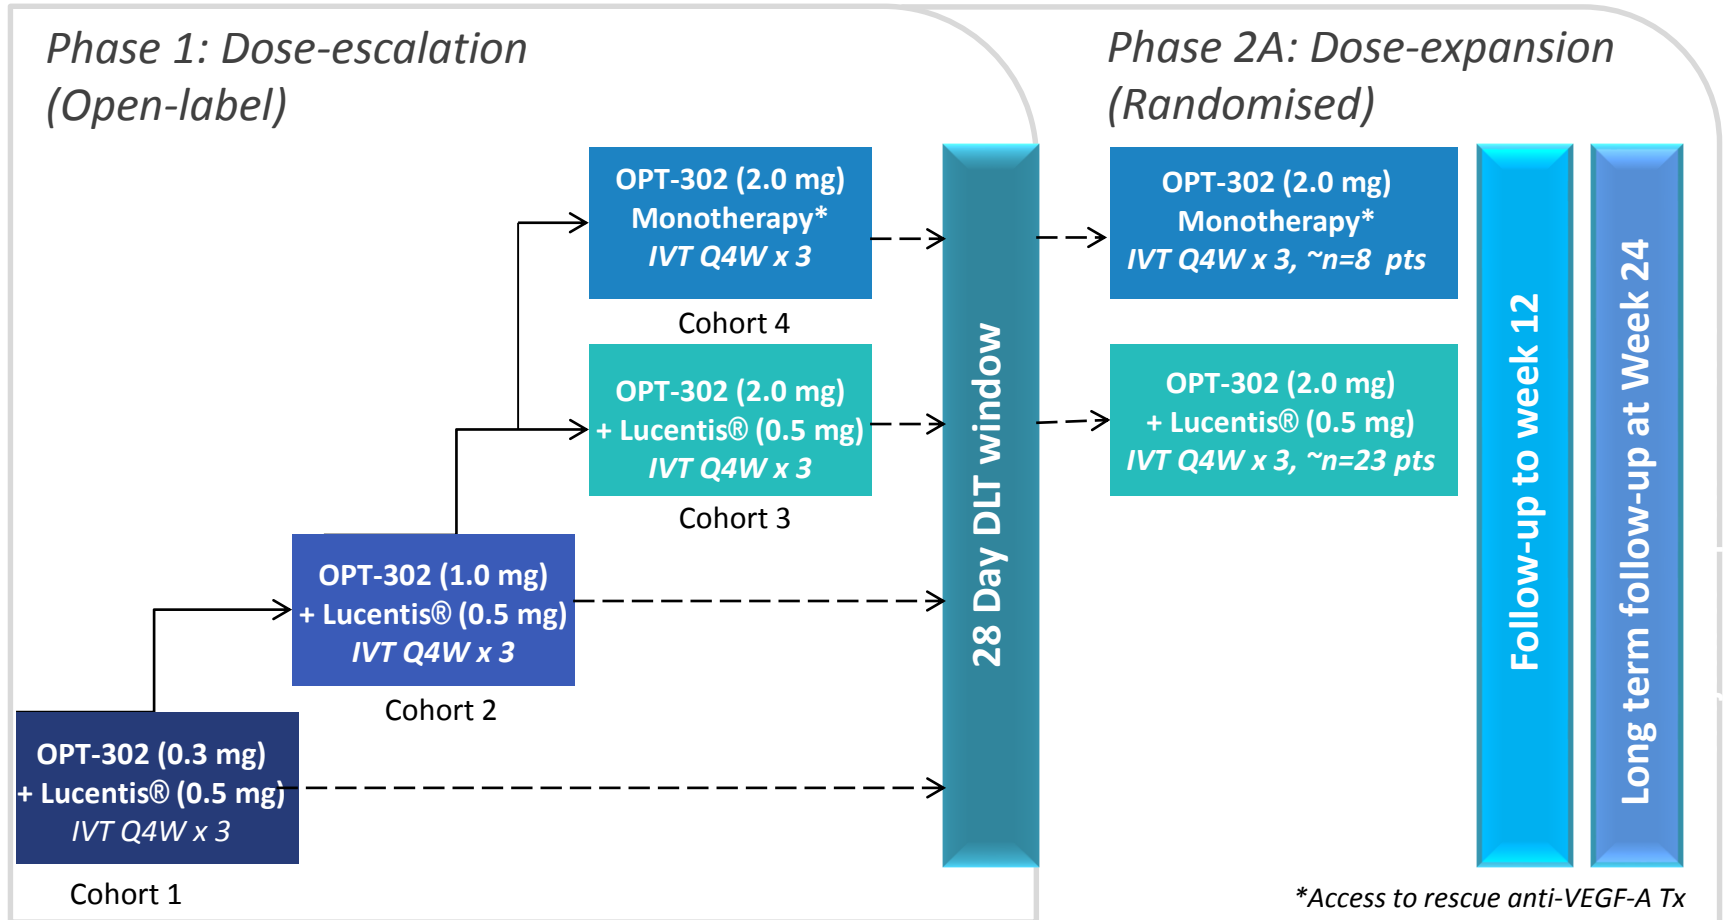 Phase 1: Dose-escalation
(Open-label)
Phase 2A: Dose-expansion
(Randomised)
OPT-302 (2.0 mg)
Monotherapy*
IVT Q4W x 3
Cohort 4
OPT-302 (2.0 mg)
+ Lucentis® (0.5 mg)
IVT Q4W x 3
Cohort 3
OPT-302 (1.0 mg)
+ Lucentis® (0.5 mg)
IVT Q4W x 3
Cohort 2
OPT-302 (0.3 mg)
+ Lucentis® (0.5 mg)
IVT Q4W x 3
Cohort 1
28 Day DLT window
OPT-302 (2.0 mg)
Monotherapy*
IVT Q4W x 3, ~n=8 pts
OPT-302 (2.0 mg)
+ Lucentis® (0.5 mg)
IVT Q4W x 3, ~n=23 pts
Follow-up to week 12
Long term follow-up at Week 24
*Access to rescue anti-VEGF-A Tx